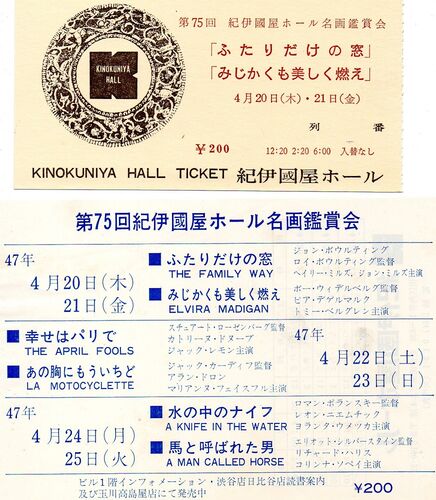 第75回 紀伊國屋ホール名画鑑賞会
「ふたりだけの窓」
「みじかくも美しく燃え」
4月20日(木)・21日(金)
KINOKUNIYA
HALL
列 番
¥200 12:20 2:20 6:00 入替なし
KINOKUNIYA HALL TICKET 紀伊國屋ホール
第75回紀伊國屋ホール名画鑑賞会
47年
4月20日(木)
21日(金)
■ふたりだけの窓
THE FAMILY WAY
ジョン・ボウルティング
ロイ・ボウルティング監督
ヘイリー・ミルズ、ジョン・ミルズ主演
■みじかくも美しく燃え
ELVIRA MADIGAN
ボー・ウィデルベルグ監督
ピア・デゲルマルク
トミー・ベルグレン主演
■幸せはパリで
THE APRIL FOOLS
スチュアート・ローゼンバーグ監督
カトリーヌ・ドヌーブ
ジャック・レモン主演
■あの胸にもういちど
LA MOTOCYCLETTE
ジャック・カーディフ監督
アラン・ドロン
マリアンヌ・フェイスフル主演
47年
4月22日(土)
23日(日)
47年
4月24日(月)
25日(火)
■水の中のナイフ
A KNIFE IN THE WATER
ロマン・ポランスキー監督
レオン・ニエムチック
ヨランタ・ウメッカ主演
■馬と呼ばれた男
A MAN CALLED HORSE
エリオット・シルバースタイン監督
リチャード・ハリス
コリンナ・ソペイ主演
ビル1階インフォメーション・渋谷店日比谷店読書案内
及び玉川高島屋店にて発売中
¥200